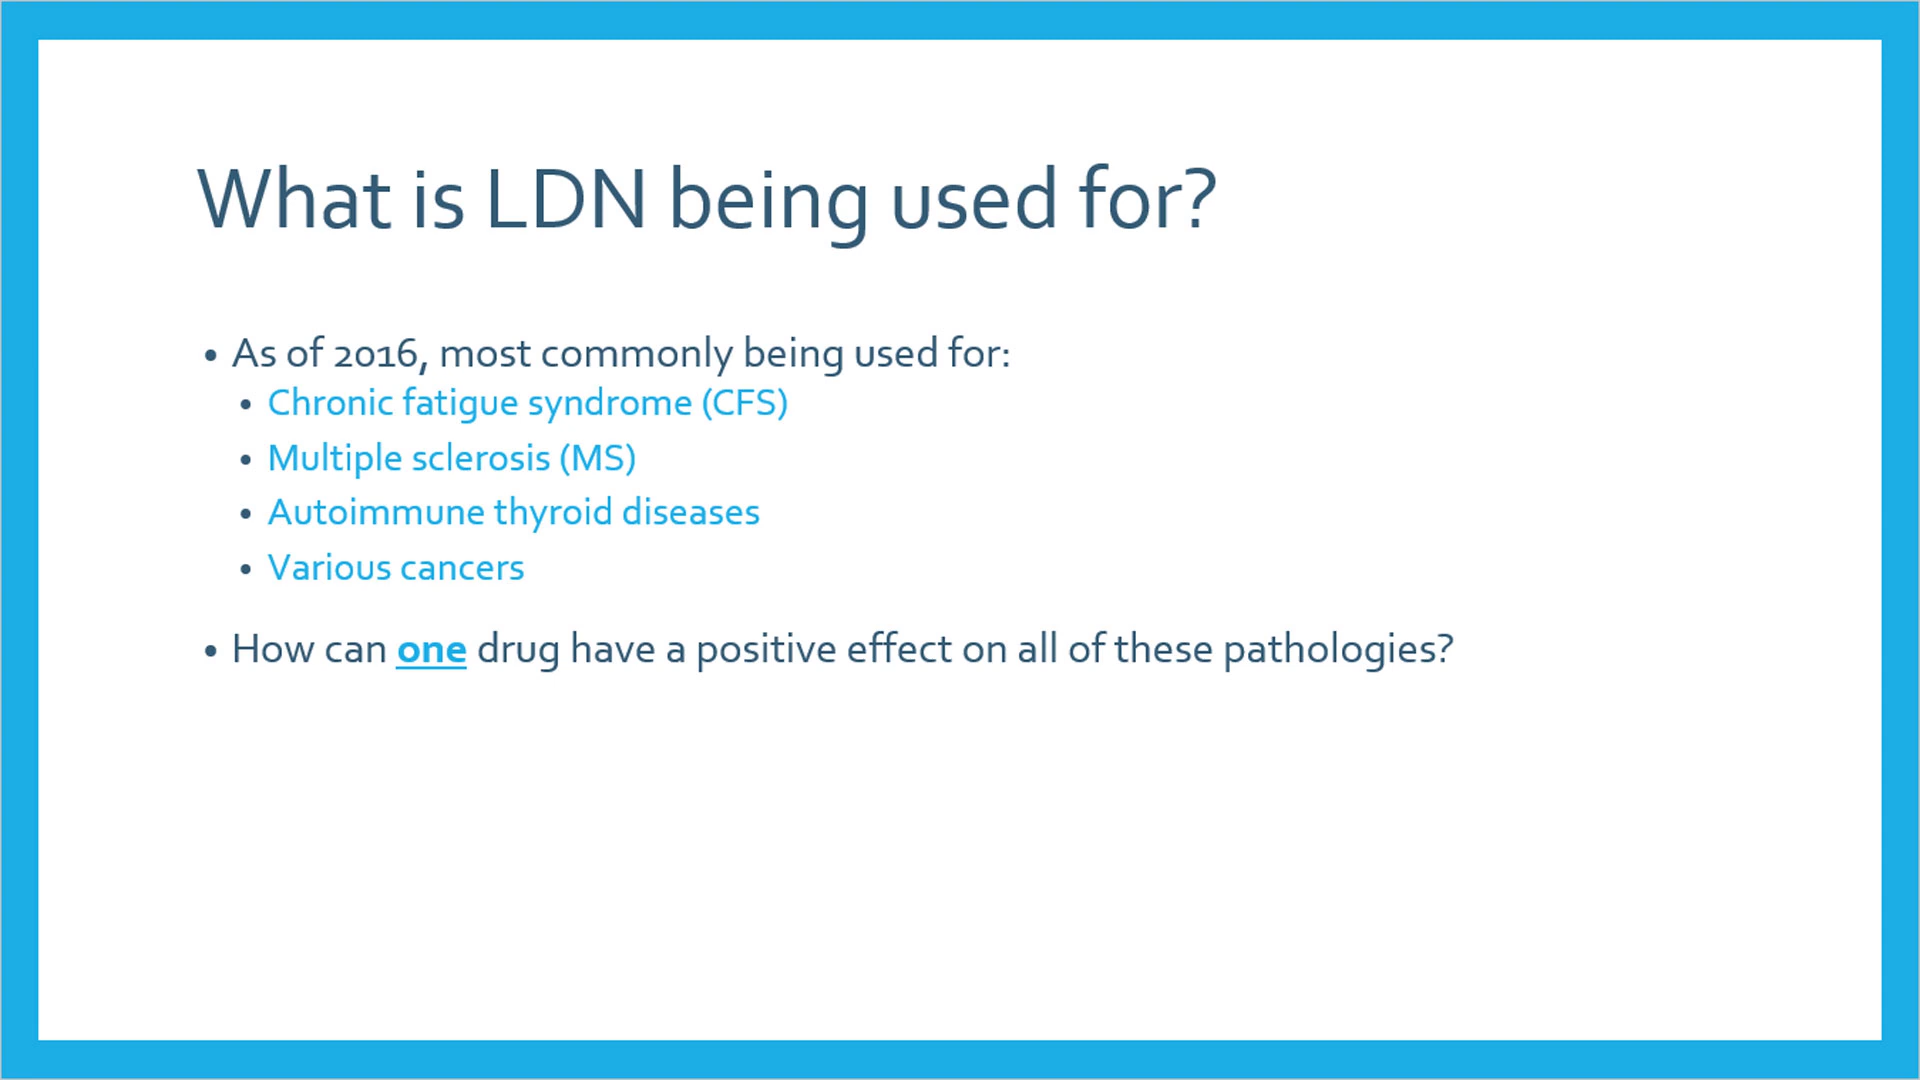 What is LDN being used for?
• As of 2016, most commonly being used for:
• Chronic fatigue syndrome (CFS)
• Multiple sclerosis (MS)
• Autoimmune thyroid diseases
• Various cancers
• How can one drug have a positive effect on all of these pathologies?